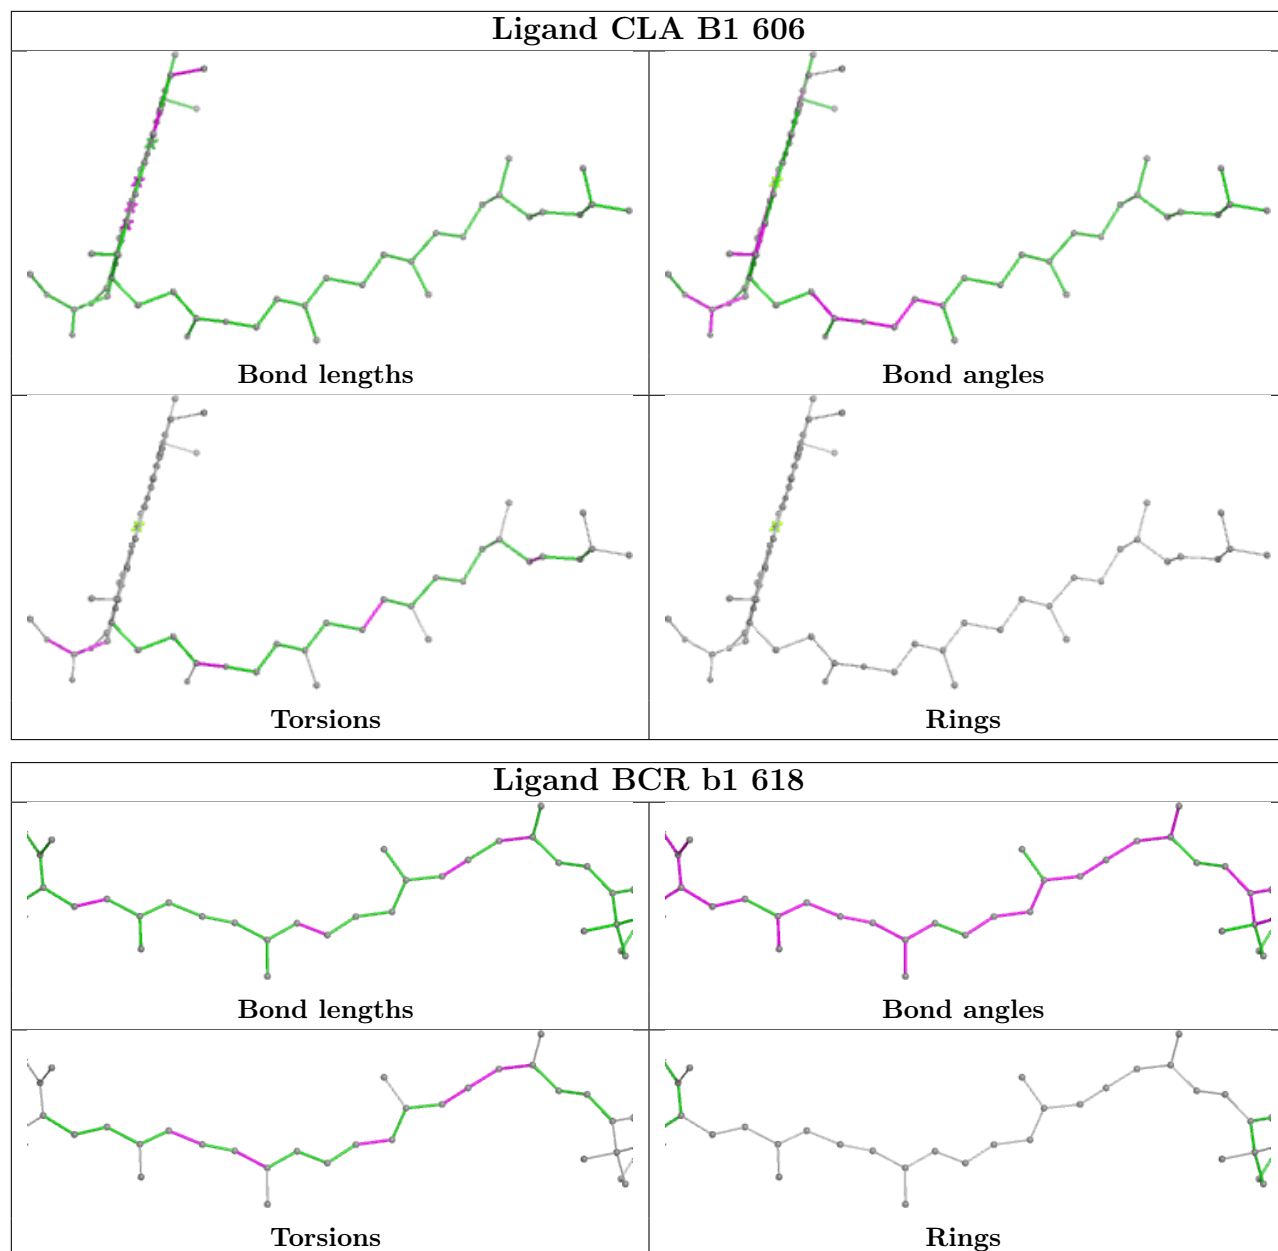 Ligand CLA B1 606
Bond lengths
Bond angles
Torsions
Rings
Ligand BCR b1 618
Bond lengths
Bond angles
Torsions
Rings